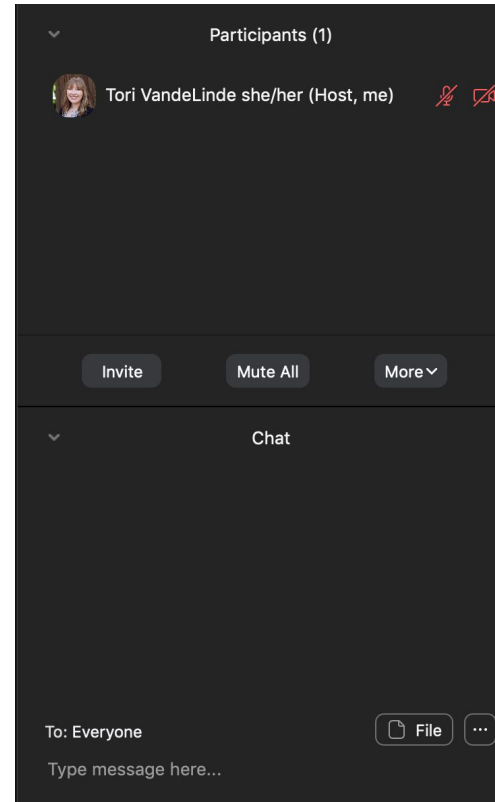 Participants (1)
Tori VandeLinde she/her (Host, me)
Invite Mute All More
Chat
To: Everyone File ...
Type message here...